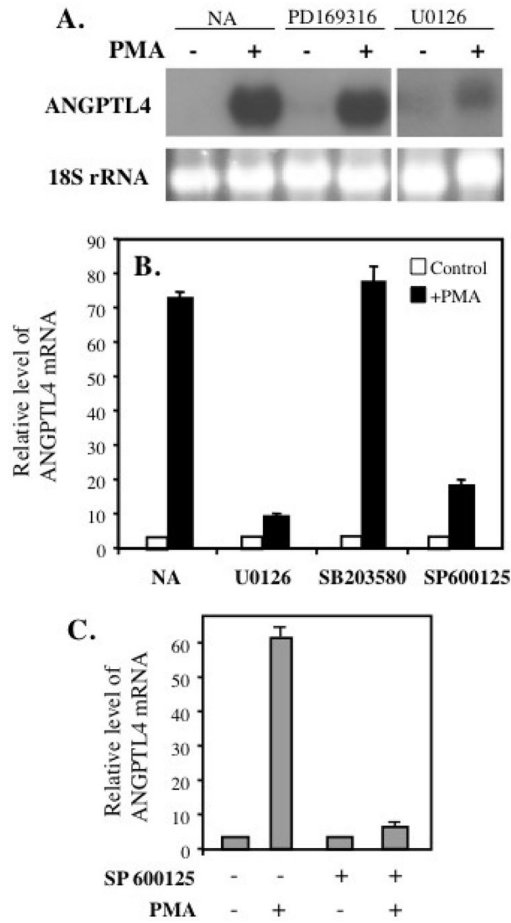 A.
NA PD169316 U0126
PMA - + - + - +
ANGPTL4
18S rRNA
B.
Relative level of
ANGPTL4 mRNA
90
80
70
60
50
40
30
20
10
0
Control
+PMA
NA U0126 SB203580 SP600125
C.
Relative level of
ANGPTL4 mRNA
60
50
40
30
20
10
0
SP 600125 - - + +
PMA - + - +